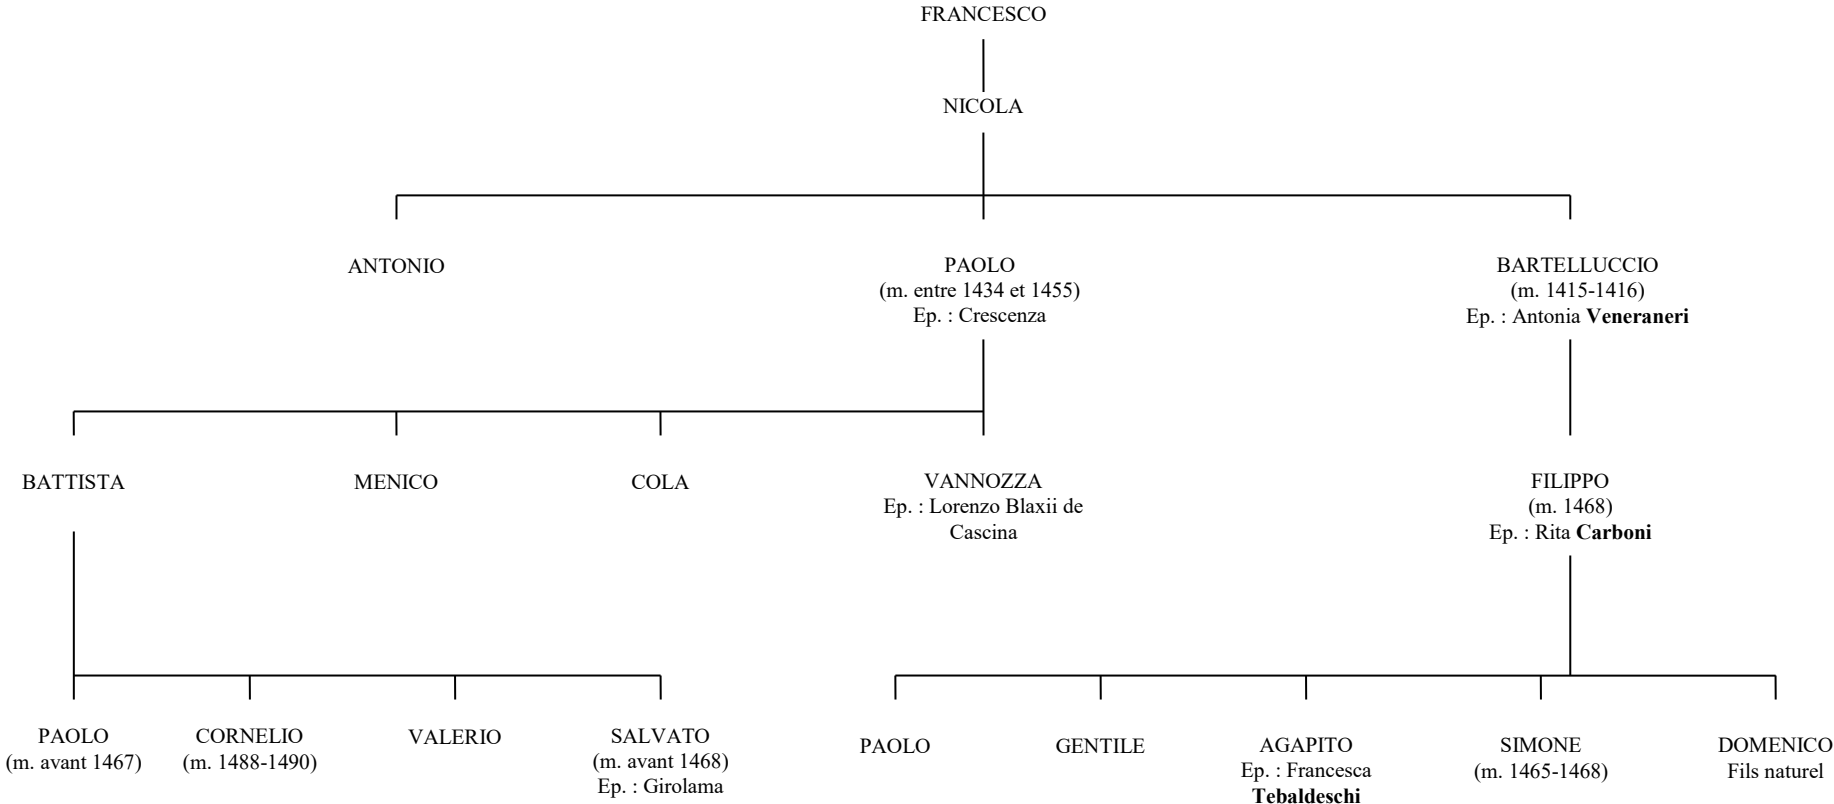 FRANCESCO
NICOLA
ANTONIO
PAOLO
(m. entre 1434 et 1455)
Ep. : Crescenza
BARTELLUCCIO
(m. 1415-1416)
Ep. : Antonia Veneraneri
BATTISTA
MENICO
COLA
VANNOZZA
Ep. : Lorenzo Blaxii de
Cascina
FILIPPO
(m. 1468)
Ep. : Rita Carboni
PAOLO
(m. avant 1467)
CORNELIO
(m. 1488-1490)
VALERIO
SALVATO
(m. avant 1468)
Ep. : Girolama
PAOLO
GENTILE
AGAPITO
Ep. : Francesca
Tebaldeschi
SIMONE
(m. 1465-1468)
DOMENICO
Fils naturel